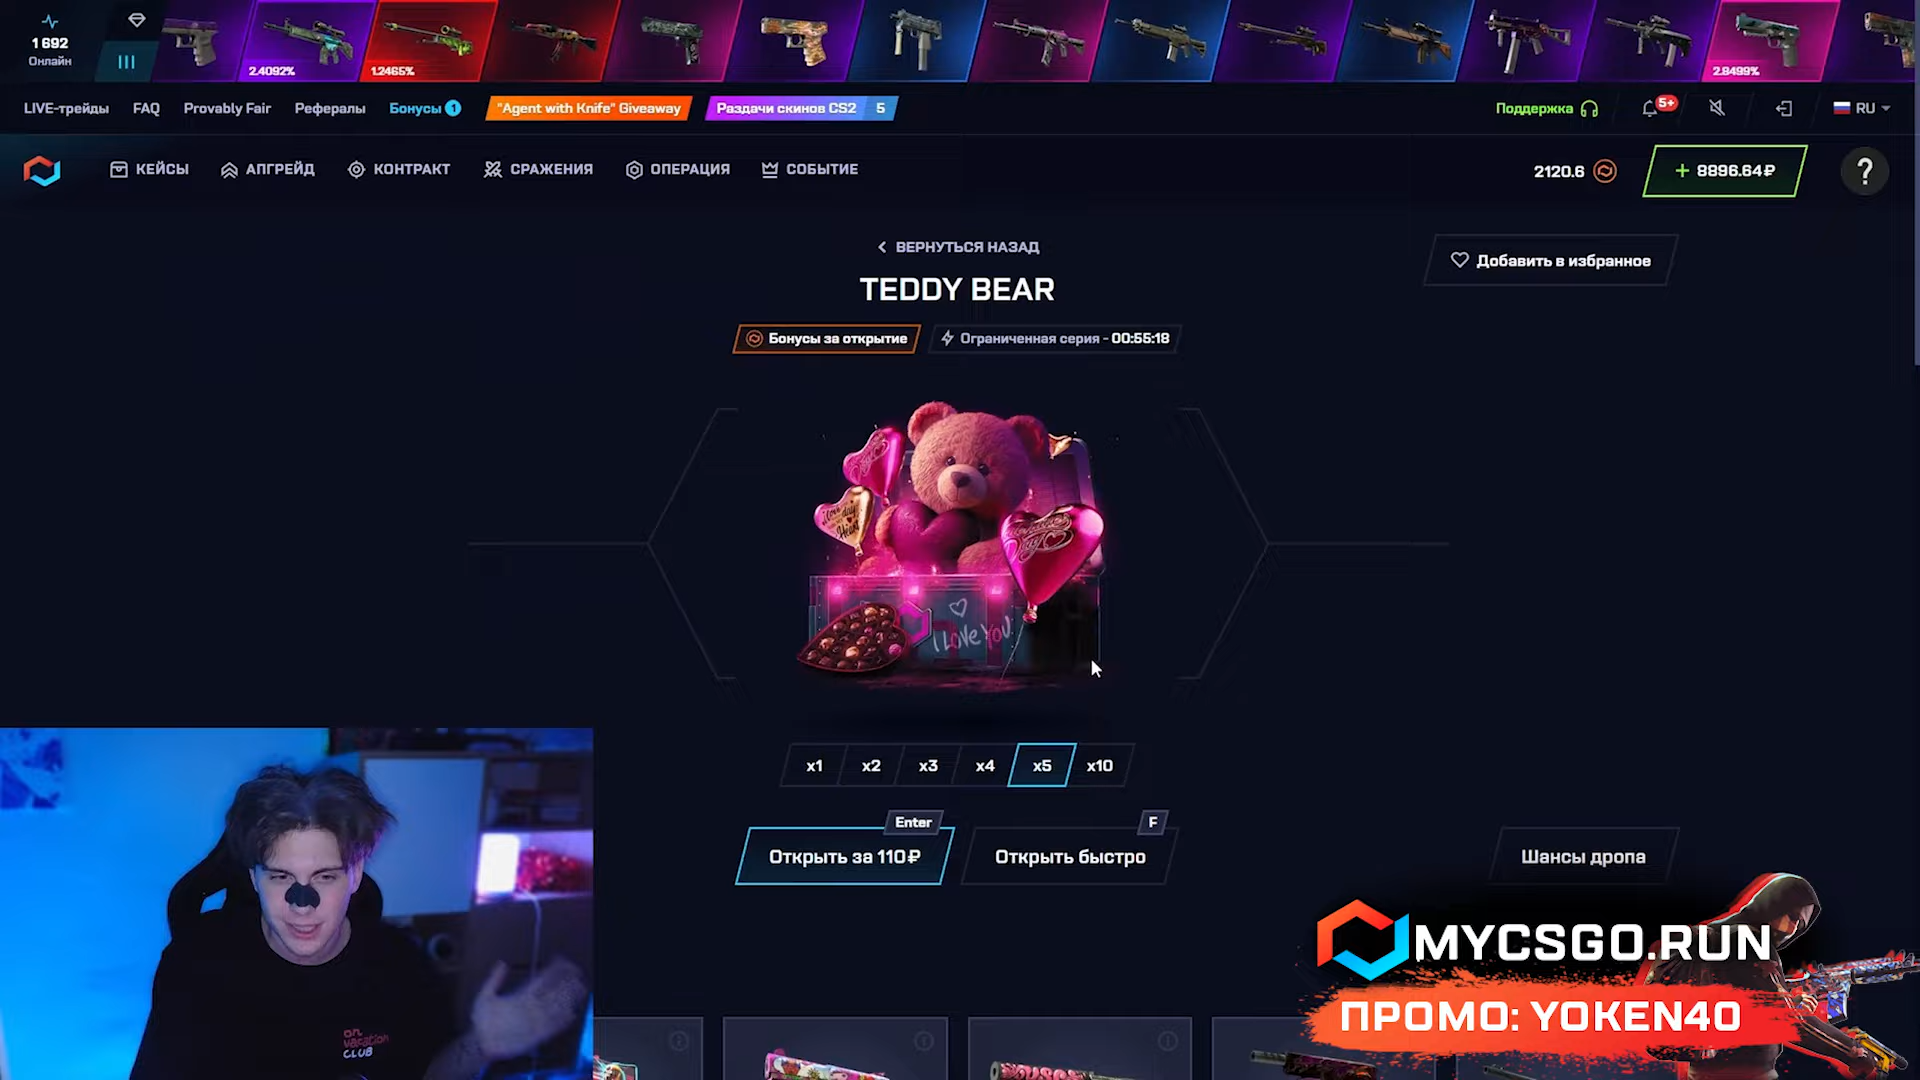 1 692
Онлайн
2.4092%
1.2465%
2.8499%
LIVE-трейды
FAQ
Provably Fair
Рефералы
Бонусы 1
"Agent with Knife" Giveaway
Раздачи скинов CS2 5
Поддержка
5+
RU
КЕЙСЫ
АПГРЕЙД
КОНТРАКТ
СРАЖЕНИЯ
ОПЕРАЦИЯ
СОБЫТИЕ
2120.6
+ 8896.64₽
?
ВЕРНУТЬСЯ НАЗАД
Добавить в избранное
TEDDY BEAR
Бонусы за открытие
Ограниченная серия - 00:55:18
I LOVE YOU
x1
x2
x3
x4
x5
x10
Enter
F
Открыть за 110₽
Открыть быстро
Шансы дропа
MYCSGO.RUN
ПРОМО: YOKEN40
on
vacation
CLUB